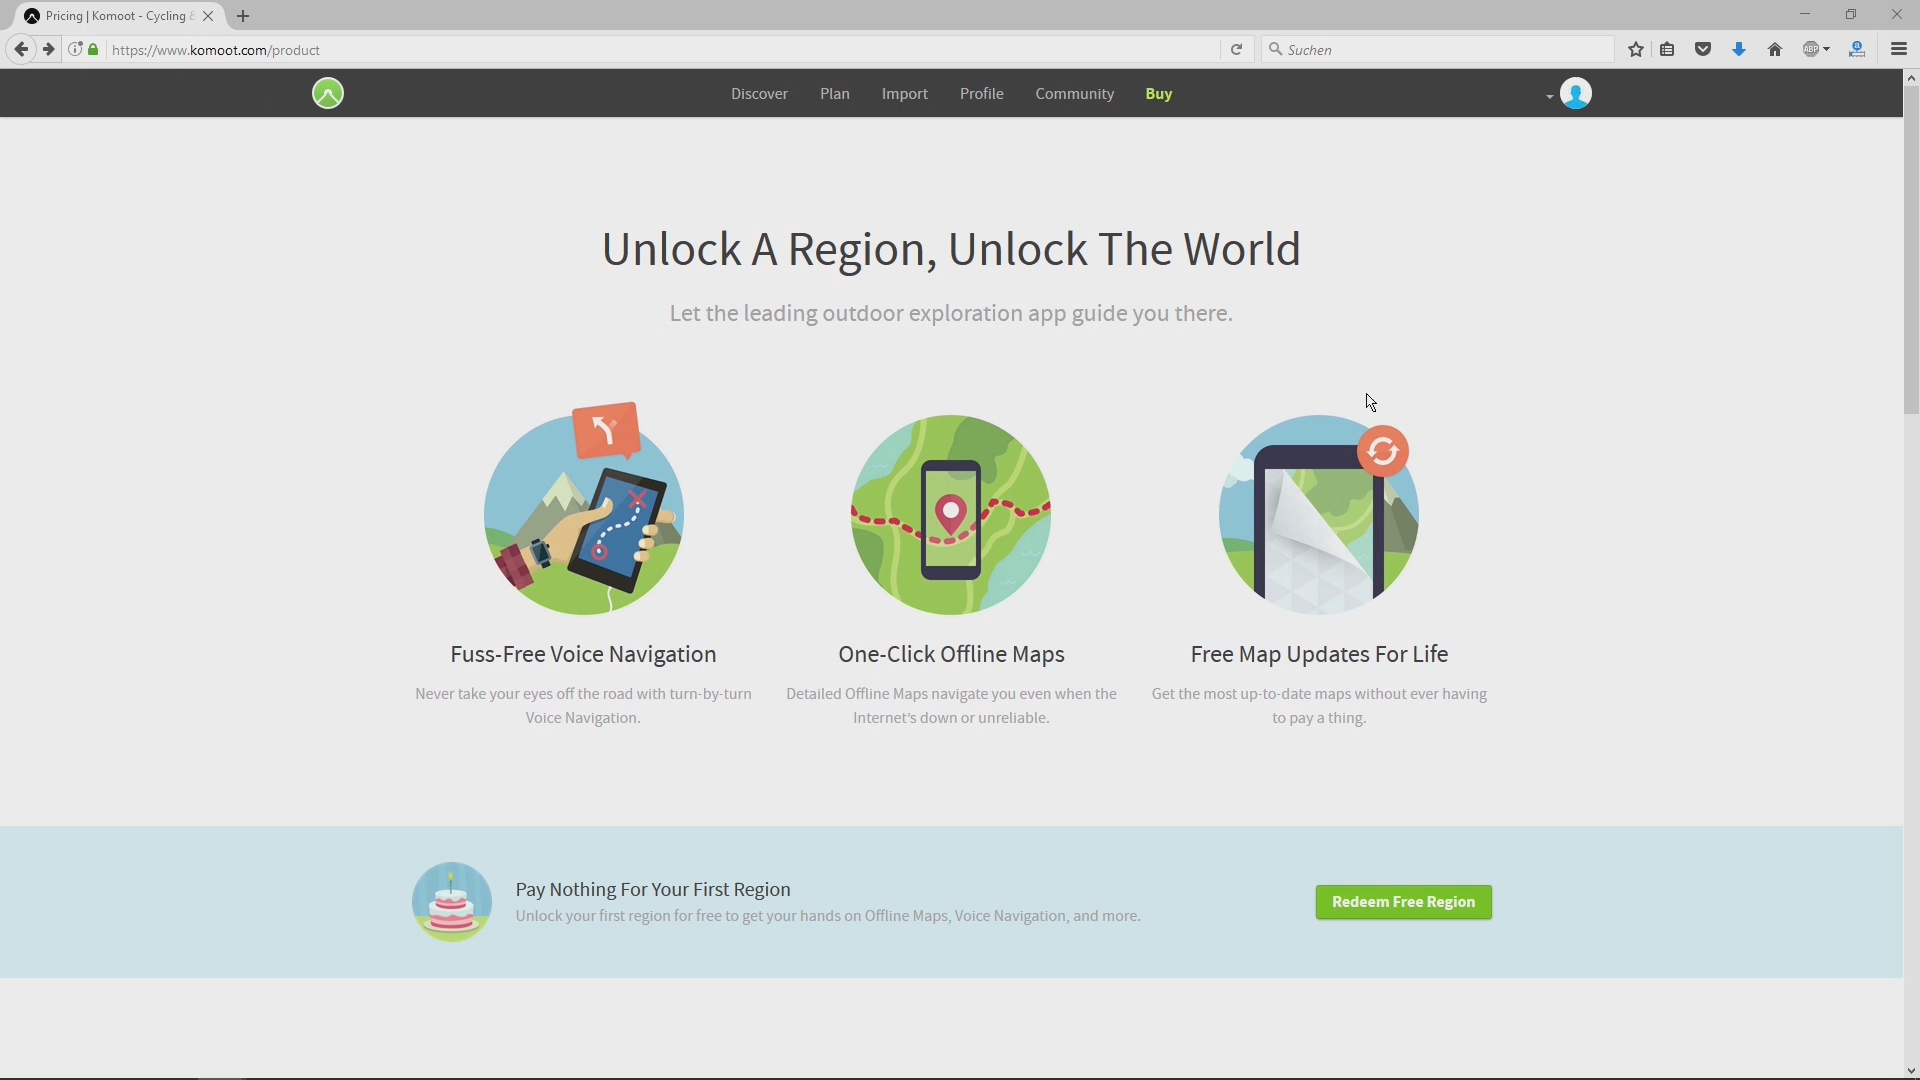 Pricing | Komoot - Cycling
https://www.komoot.com/product
Suchen
ABP
Discover Plan Import Profile Community Buy
Unlock A Region, Unlock The World
Let the leading outdoor exploration app guide you there.
Fuss-Free Voice Navigation
Never take your eyes off the road with turn-by-turn
Voice Navigation.
One-Click Offline Maps
Detailed Offline Maps navigate you even when the
Internet's down or unreliable.
Free Map Updates For Life
Get the most up-to-date maps without ever having
to pay a thing.
Pay Nothing For Your First Region
Unlock your first region for free to get your hands on Offline Maps, Voice Navigation, and more.
Redeem Free Region